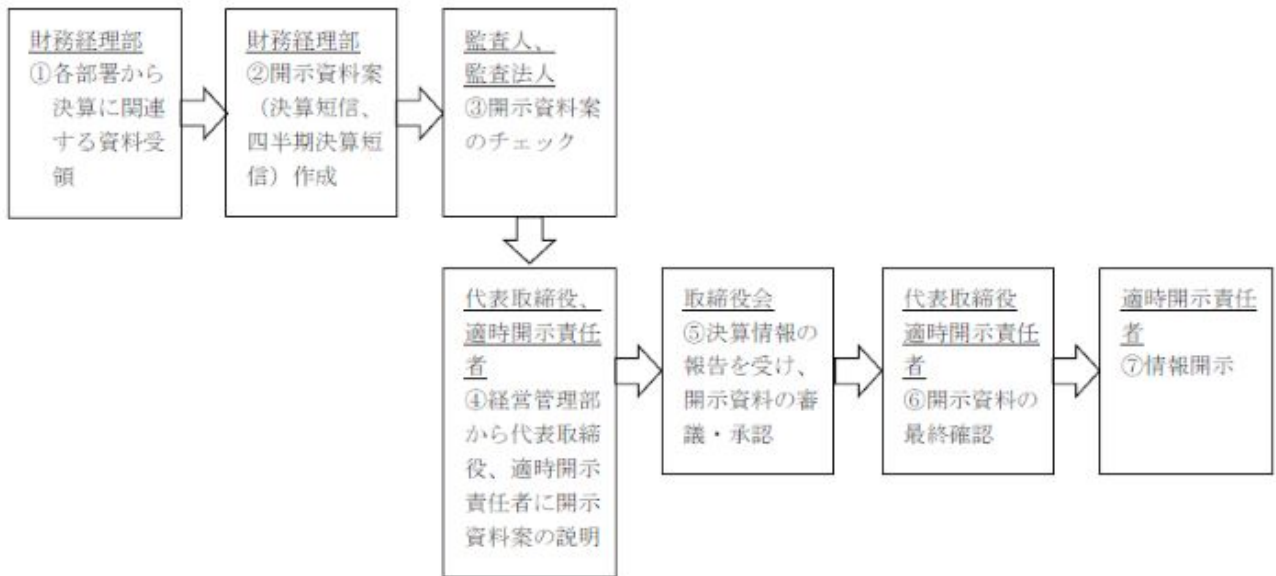 財務経理部
①各部署から
決算に関連
する資料受
領
財務経理部
②開示資料案
（決算短信、
四半期決算短
信）作成
監査人、
監査法人
③開示資料案
のチェック
代表取締役、
適時開示責任
者
④経営管理部
から代表取締
役、適時開示
責任者に開示
資料案の説明
取締役会
⑤決算情報の
報告を受け、
開示資料の審
議・承認
代表取締役
適時開示責任
者
⑥開示資料の
最終確認
適時開示責任
者
⑦情報開示